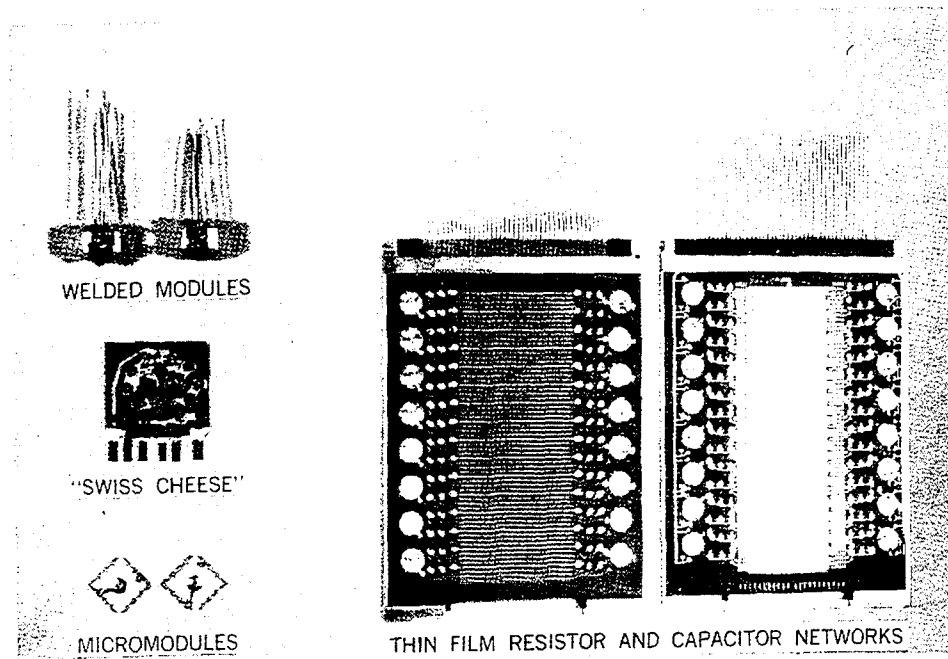 WELDED MODULES
"SWISS CHEESE"
MICROMODULES
THIN FILM RESISTOR AND CAPACITOR NETWORKS